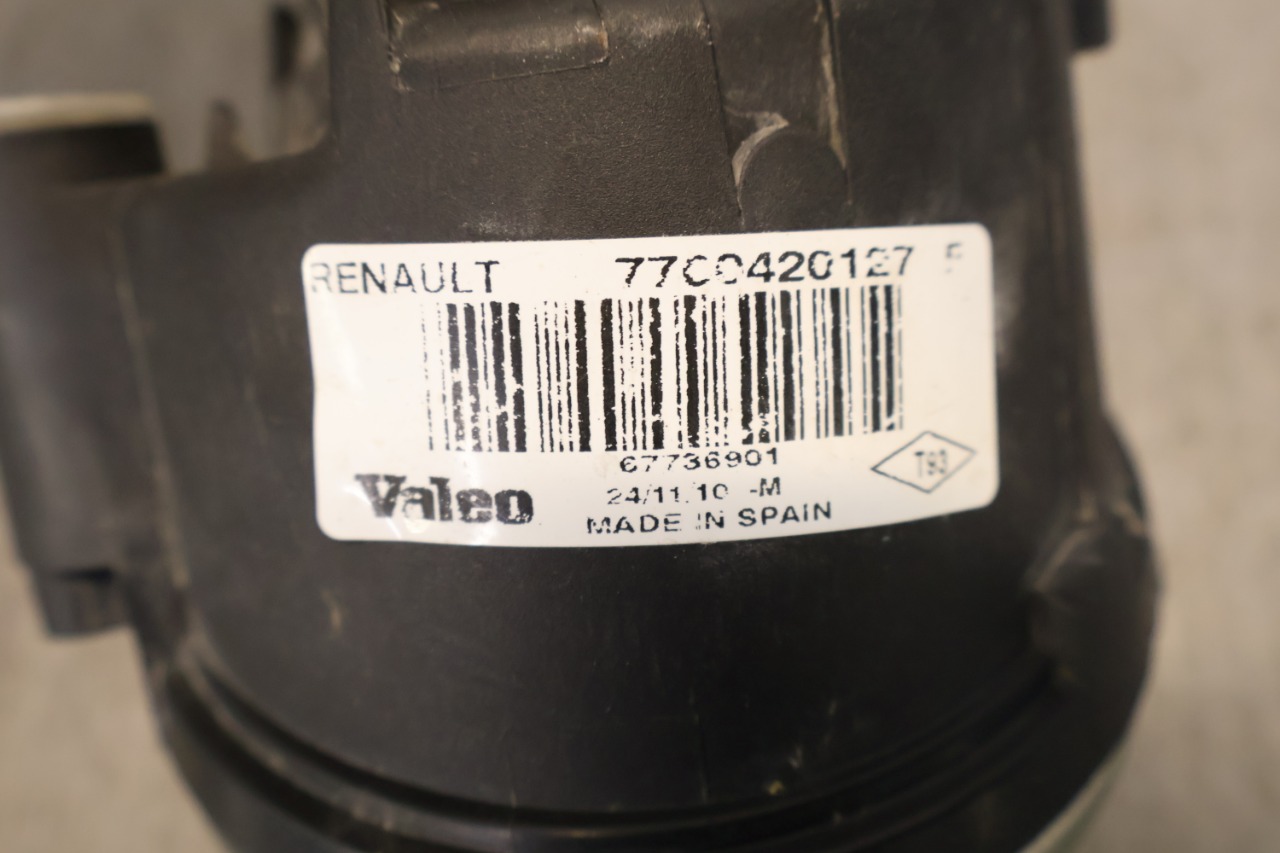 RENAULT 7700420127 F
67736901
T93
Valeo
24/11/10 -M
MADE IN SPAIN